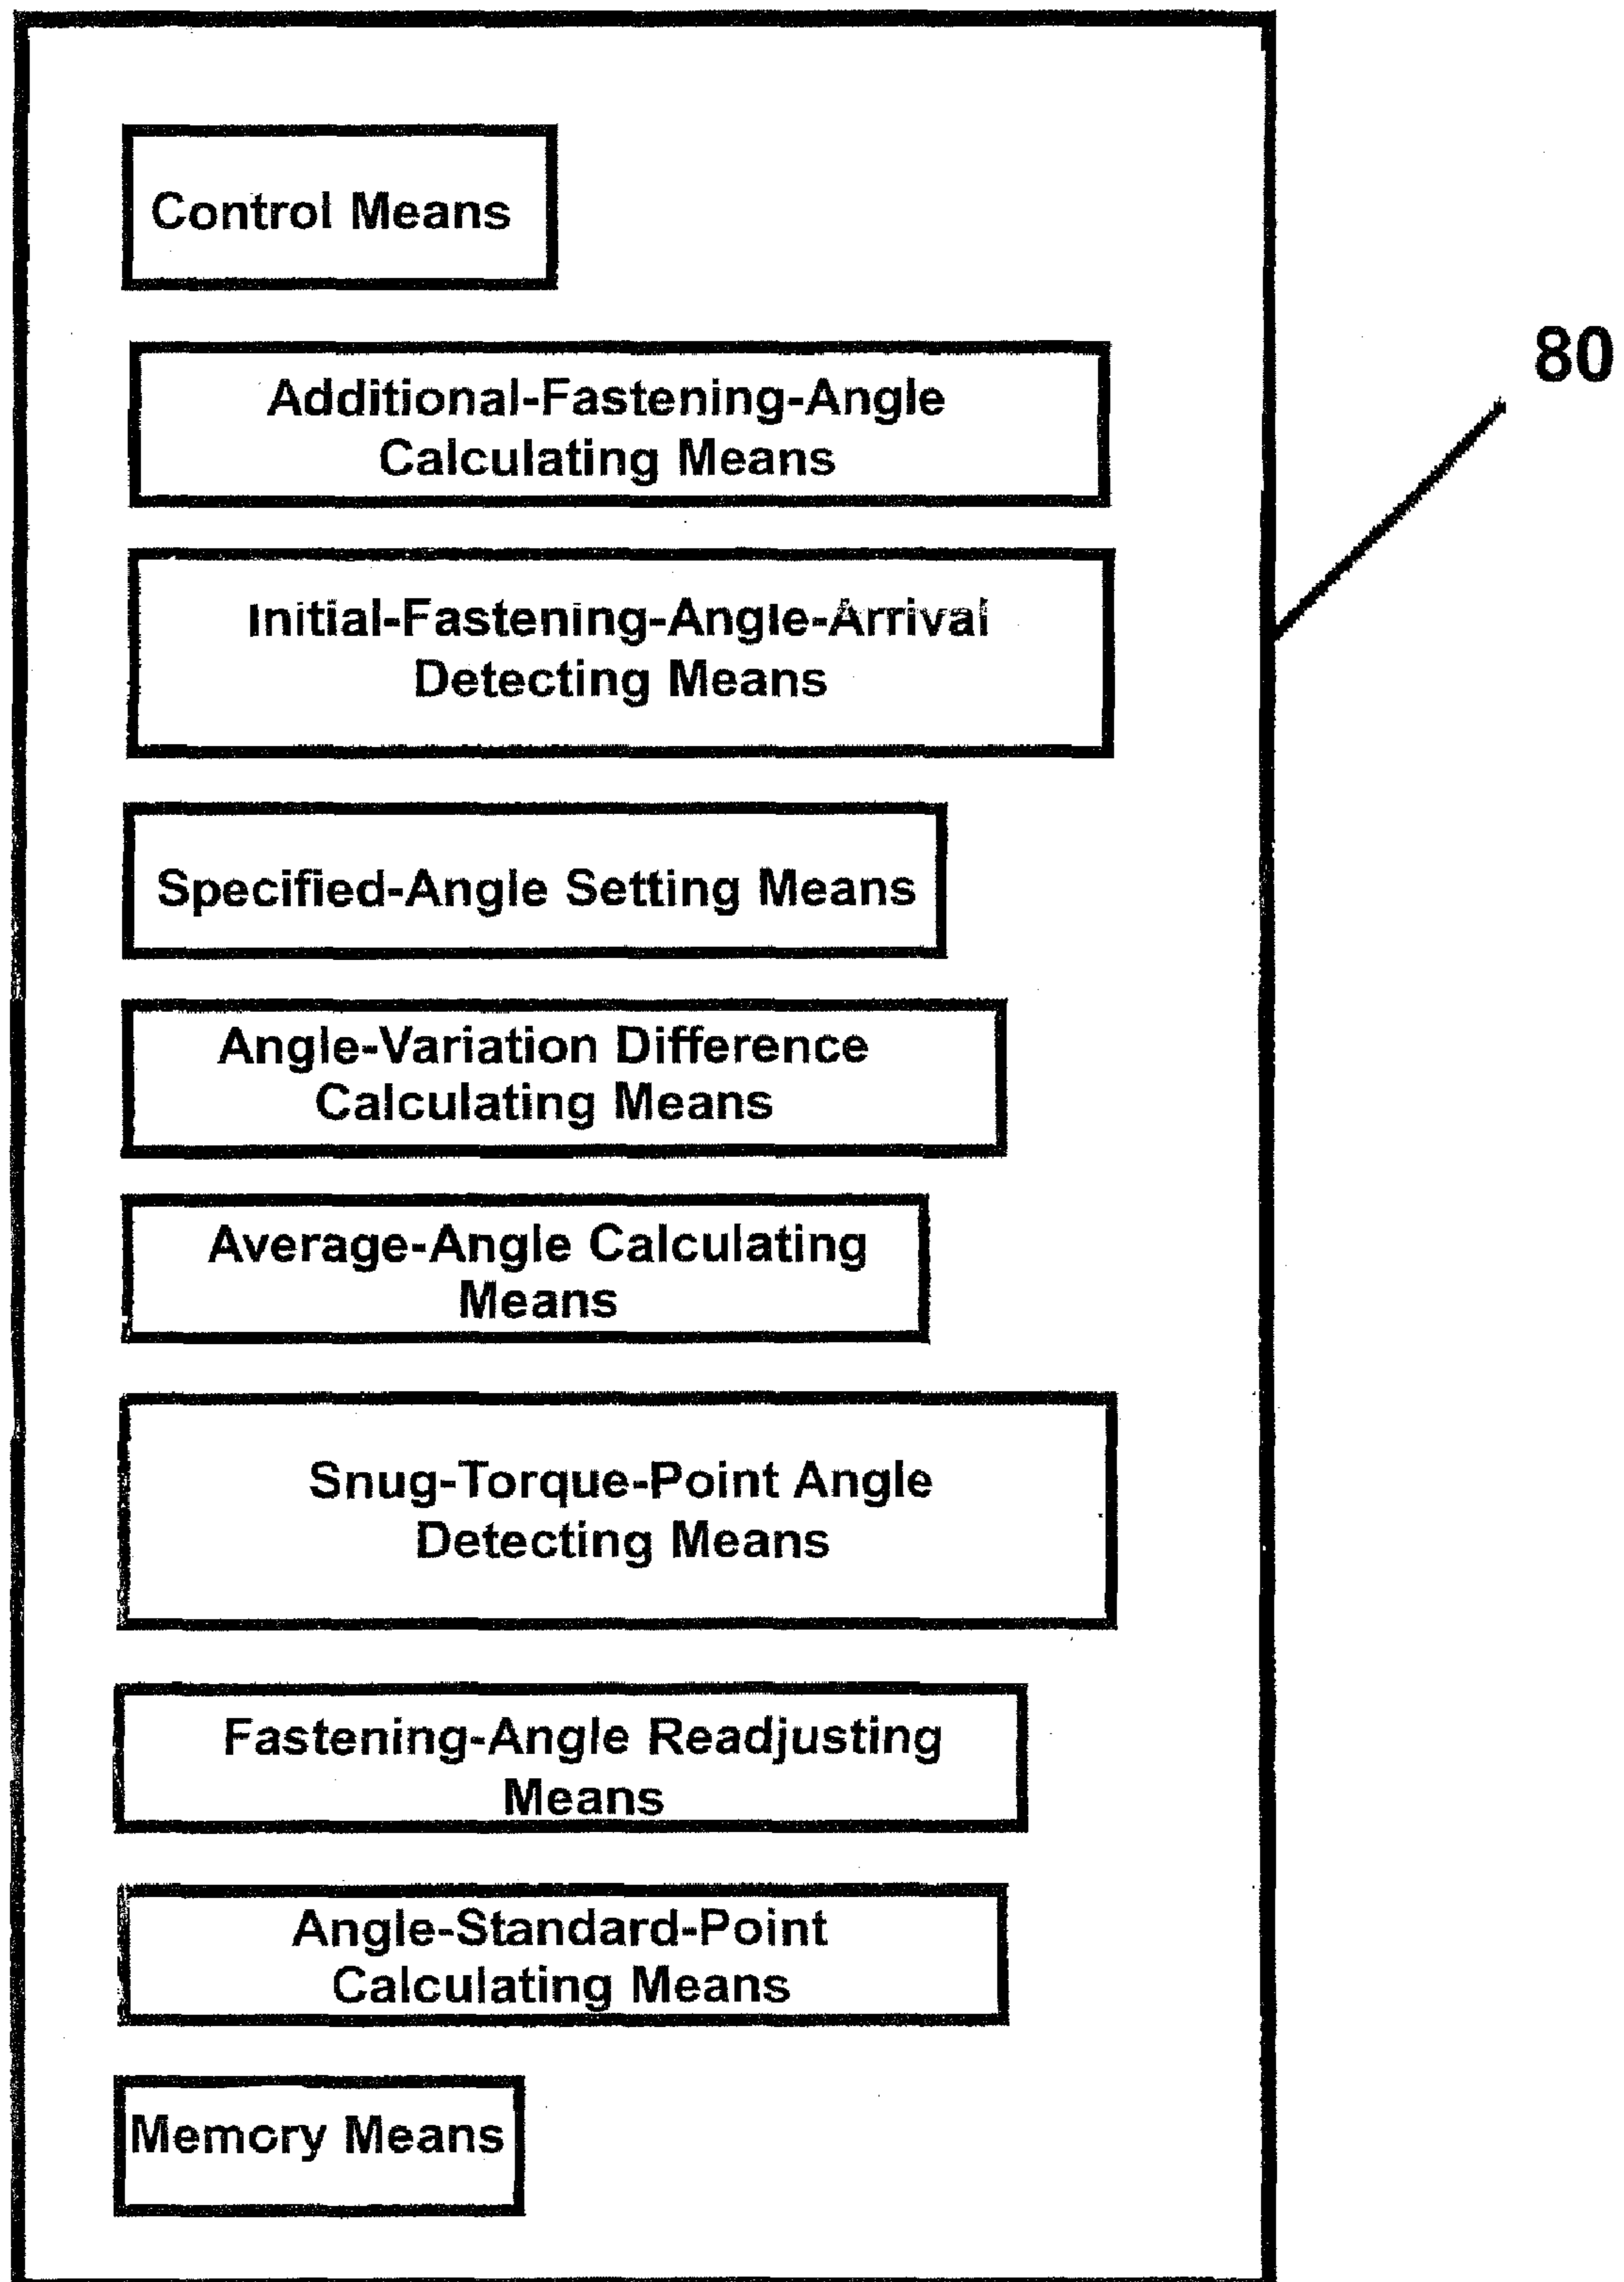 Control Means
80
Additional-Fastening-Angle
Calculating Means
Initial-Fastening-Angle-Arrival
Detecting Means
Specified-Angle Setting Means
Angle-Variation Difference
Calculating Means
Average-Angle Calculating
Means
Snug-Torque-Point Angle
Detecting Means
Fastening-Angle Readjusting
Means
Angle-Standard-Point
Calculating Means
Memory Means